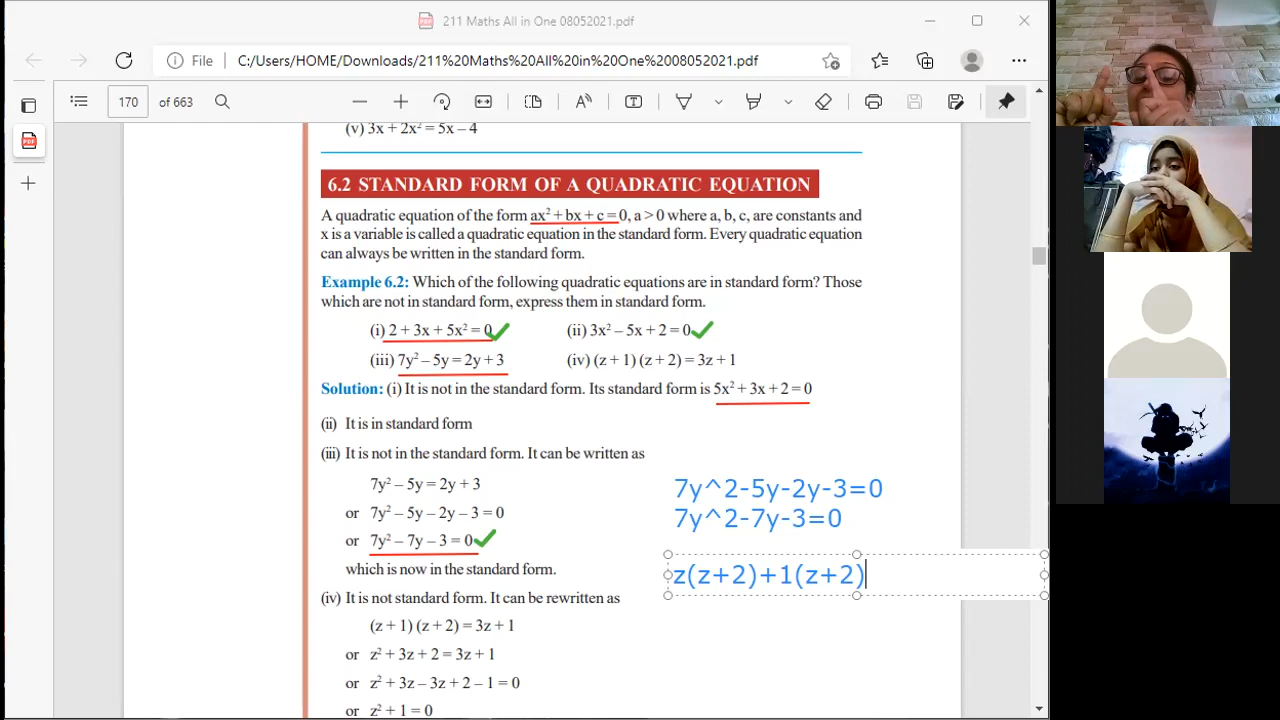 211 Maths All in One 08052021.pdf
File C:/Users/HOME/Downloads/211%20Maths%20All%20in%20One%2008052021.pdf
170 of 663
(v) 3x + 2x² = 5x – 4
6.2 STANDARD FORM OF A QUADRATIC EQUATION
A quadratic equation of the form ax² + bx + c = 0, a > 0 where a, b, c, are constants and
x is a variable is called a quadratic equation in the standard form. Every quadratic equation
can always be written in the standard form.
Example 6.2: Which of the following quadratic equations are in standard form? Those
which are not in standard form, express them in standard form.
(i) 2 + 3x + 5x² = 0 (ii) 3x² – 5x + 2 = 0
(iii) 7y² – 5y = 2y + 3 (iv) (z + 1) (z + 2) = 3z + 1
Solution: (i) It is not in the standard form. Its standard form is 5x² + 3x + 2 = 0
(ii) It is in standard form
(iii) It is not in the standard form. It can be written as
7y² – 5y = 2y + 3
or 7y² – 5y – 2y – 3 = 0
or 7y² – 7y – 3 = 0
which is now in the standard form.
(iv) It is not standard form. It can be rewritten as
(z + 1) (z + 2) = 3z + 1
or z² + 3z + 2 = 3z + 1
or z² + 3z – 3z + 2 – 1 = 0
or z² + 1 = 0
7y^2-5y-2y-3=0
7y^2-7y-3=0
z(z+2)+1(z+2)